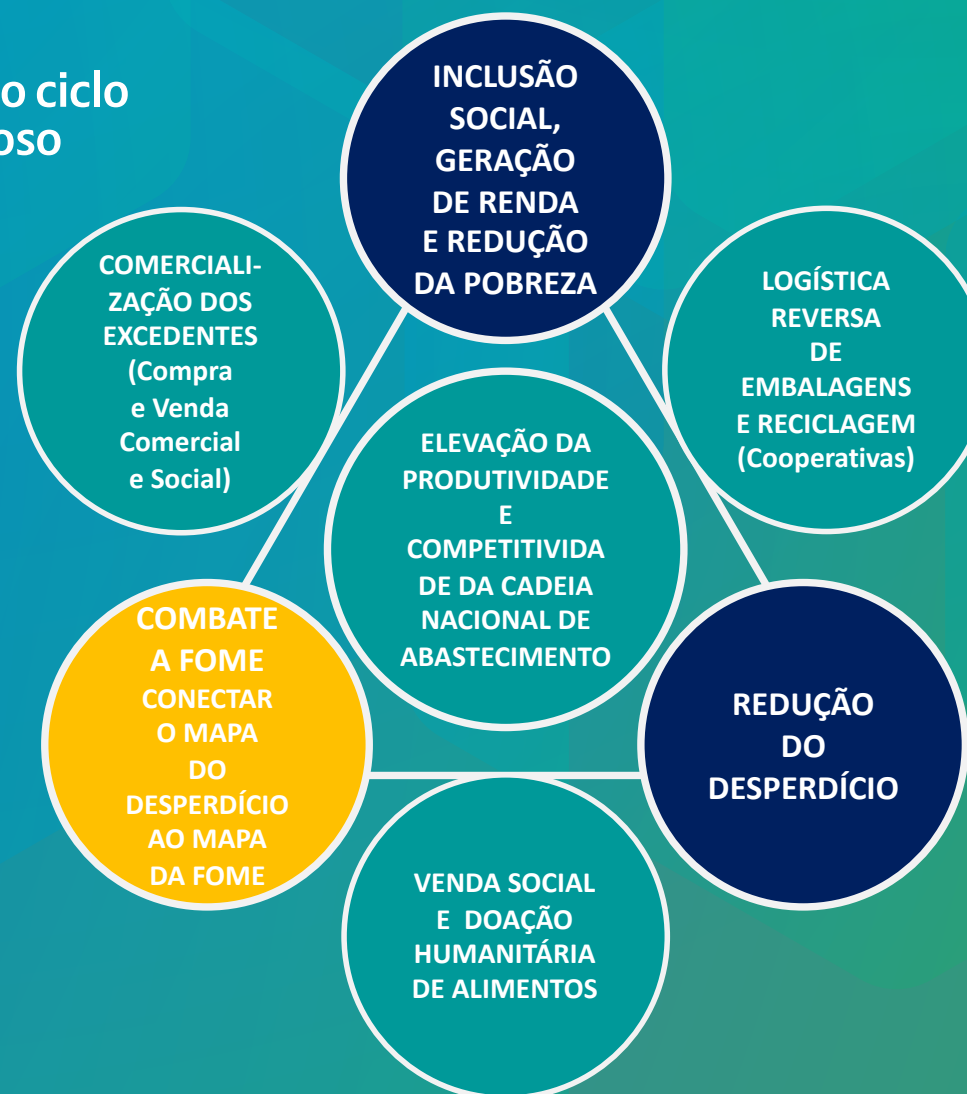 o ciclo
oso
INCLUSÃO
SOCIAL,
GERAÇÃO
DE RENDA
E REDUÇÃO
DA POBREZA
COMERCIALI-
ZAÇÃO DOS
EXCEDENTES
(Compra
e Venda
Comercial
e Social)
LOGÍSTICA
REVERSA
DE
EMBALAGENS
E RECICLAGEM
(Cooperativas)
ELEVAÇÃO DA
PRODUTIVIDADE
E
COMPETITIVIDA
DE DA CADEIA
NACIONAL DE
ABASTECIMENTO
COMBATE
A FOME
CONECTAR
O MAPA
DO
DESPERDÍCIO
AO MAPA
DA FOME
REDUÇÃO
DO
DESPERDÍCIO
VENDA SOCIAL
E DOAÇÃO
HUMANITÁRIA
DE ALIMENTOS